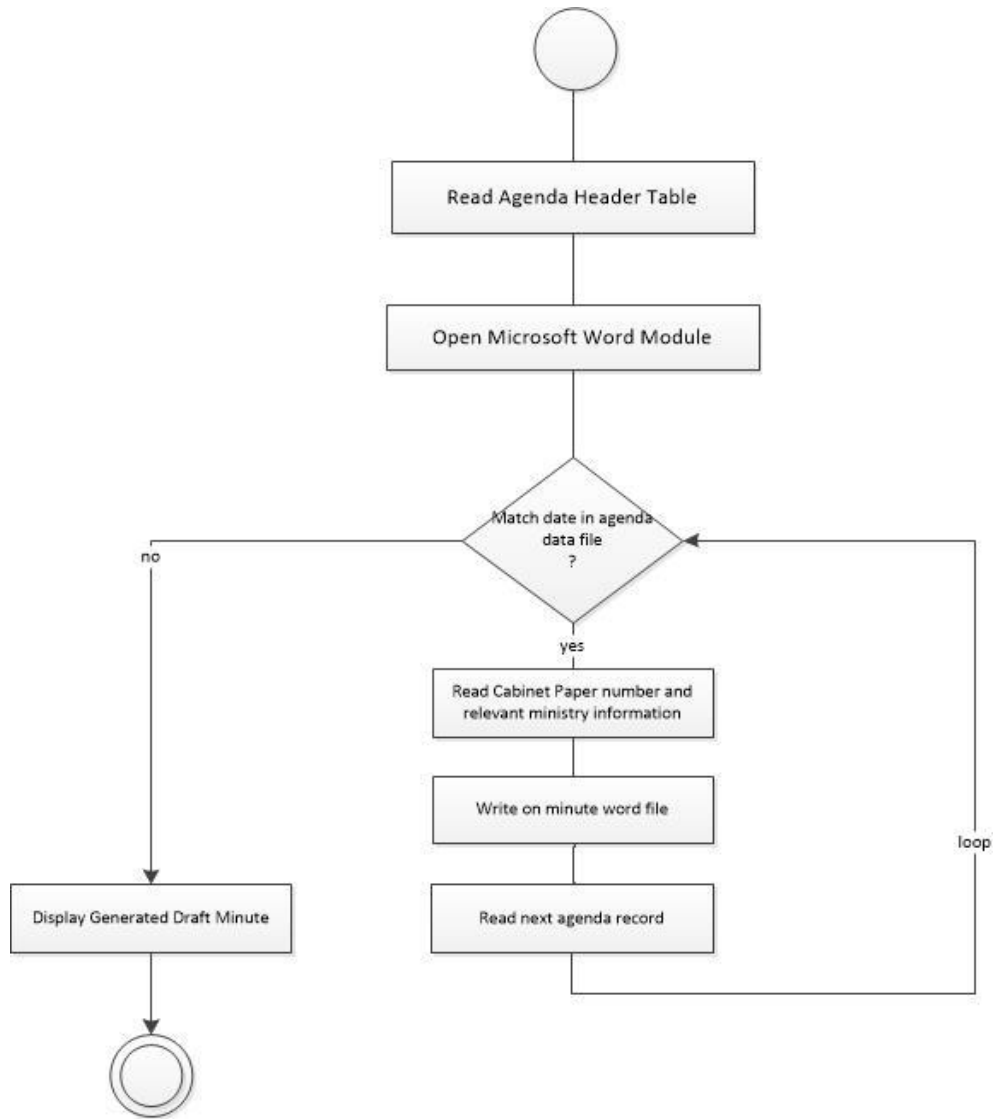 Read Agenda Header Table
Open Microsoft Word Module
Match date in agenda
data file
?
no
yes
Read Cabinet Paper number and
relevant ministry information
Write on minute word file
loop
Display Generated Draft Minute
Read next agenda record